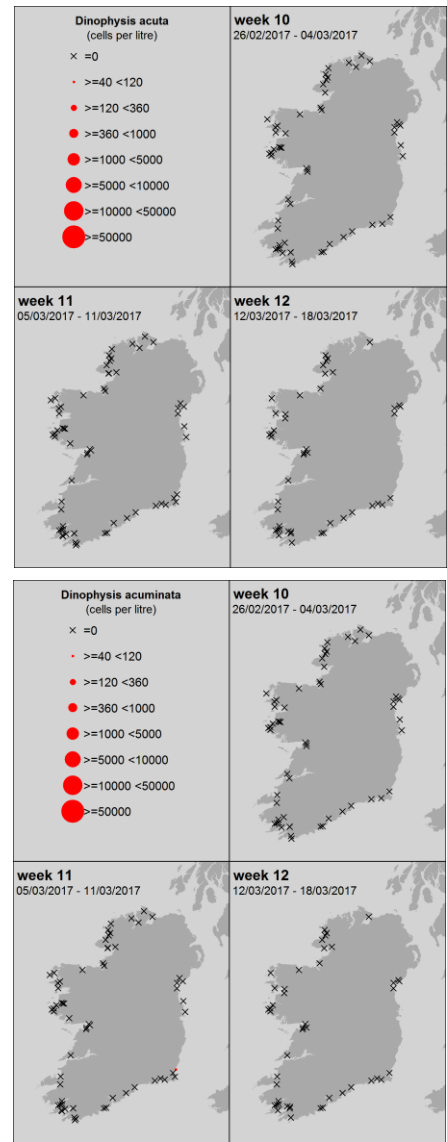 Dinophysis acuta
(cells per litre)
× =0
>=40 <120
>=120 <360
>=360 <1000
>=1000 <5000
>=5000 <10000
>=10000 <50000
>=50000
week 10
26/02/2017 - 04/03/2017
week 11
05/03/2017 - 11/03/2017
week 12
12/03/2017 - 18/03/2017
Dinophysis acuminata
(cells per litre)
× =0
>=40 <120
>=120 <360
>=360 <1000
>=1000 <5000
>=5000 <10000
>=10000 <50000
>=50000
week 10
26/02/2017 - 04/03/2017
week 11
05/03/2017 - 11/03/2017
week 12
12/03/2017 - 18/03/2017